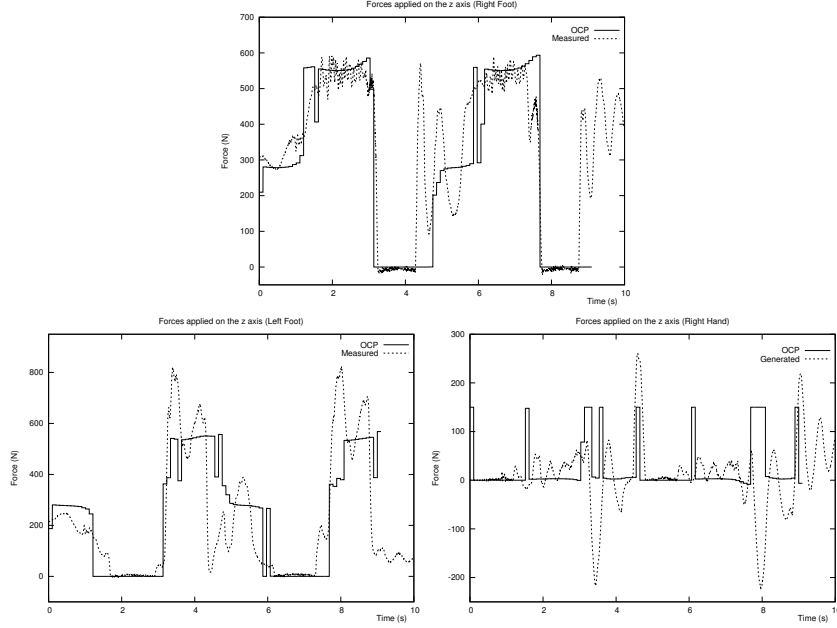 Forces applied on the z axis (Right Foot)
700
600
500
400
300
200
100
0
Force (N)
OCP
Measured
0 2 4 6 8 10
Time (s)
Forces applied on the z axis (Left Foot)
800
600
400
200
0
Force (N)
OCP
Measured
0 2 4 6 8 10
Time (s)
Forces applied on the z axis (Right Hand)
300
200
100
0
-100
-200
Force (N)
OCP
Generated
0 2 4 6 8 10
Time (s)